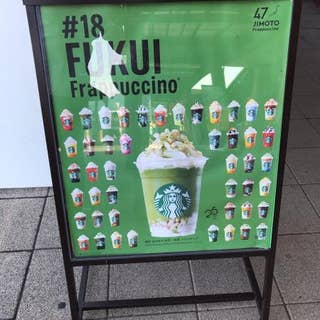 #18
47
JIMOTO
Frappuccino
FUKUI
Frappuccino®